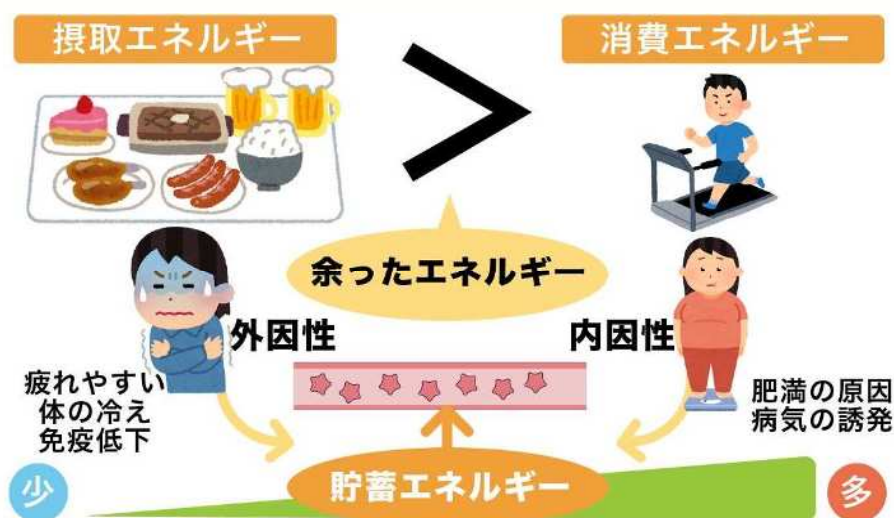 摂取エネルギー
消費エネルギー
余ったエネルギー
外因性
内因性
疲れやすい
体の冷え
免疫低下
肥満の原因
病気の誘発
少
貯蓄エネルギー
多